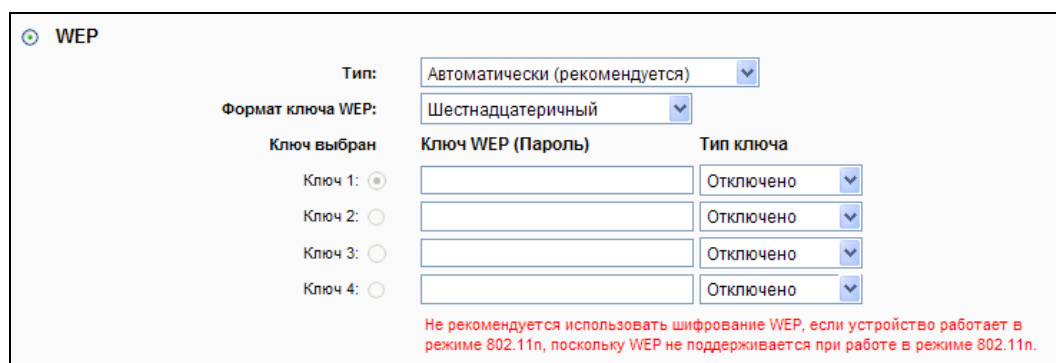 WEP
Тип: Автоматически (рекомендуется)
Формат ключа WEP: Шестнадцатеричный
Ключ выбран Ключ WEP (Пароль) Тип ключа
Ключ 1: Отключено
Ключ 2: Отключено
Ключ 3: Отключено
Ключ 4: Отключено
Не рекомендуется использовать шифрование WEP, если устройство работает в
режиме 802.11n, поскольку WEP не поддерживается при работе в режиме 802.11n.